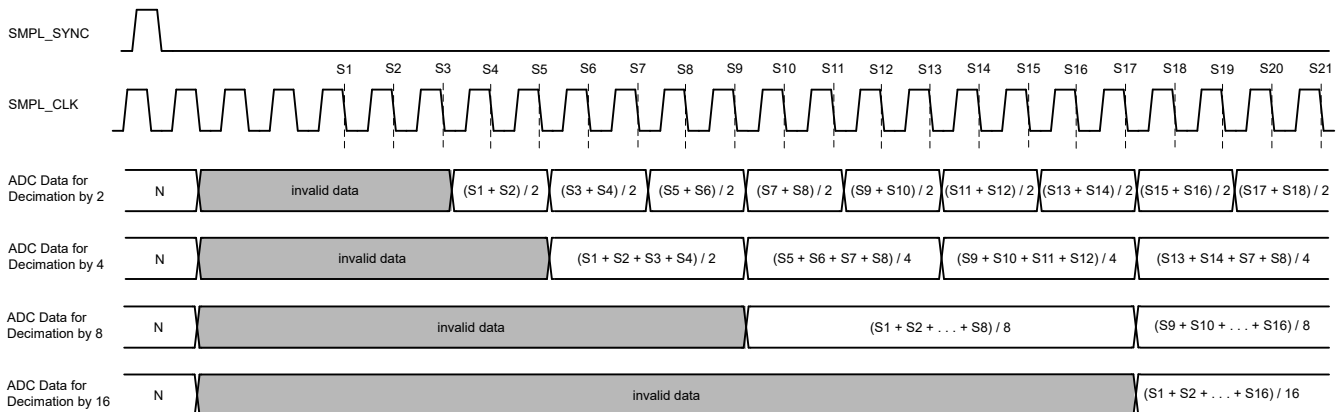 SMPL_SYNC
S1 S2 S3 S4 S5 S6 S7 S8 S9 S10 S11 S12 S13 S14 S15 S16 S17 S18 S19 S20 S21
SMPL_CLK
ADC Data for
Decimation by 2
N invalid data (S1 + S2) / 2 (S3 + S4) / 2 (S5 + S6) / 2 (S7 + S8) / 2 (S9 + S10) / 2 (S11 + S12) / 2 (S13 + S14) / 2 (S15 + S16) / 2 (S17 + S18) / 2
ADC Data for
Decimation by 4
N invalid data (S1 + S2 + S3 + S4) / 2 (S5 + S6 + S7 + S8) / 4 (S9 + S10 + S11 + S12) / 4 (S13 + S14 + S7 + S8) / 4
ADC Data for
Decimation by 8
N invalid data (S1 + S2 + . . . + S8) / 8 (S9 + S10 + . . . + S16) / 8
ADC Data for
Decimation by 16
N invalid data (S1 + S2 + . . . + S16) / 16